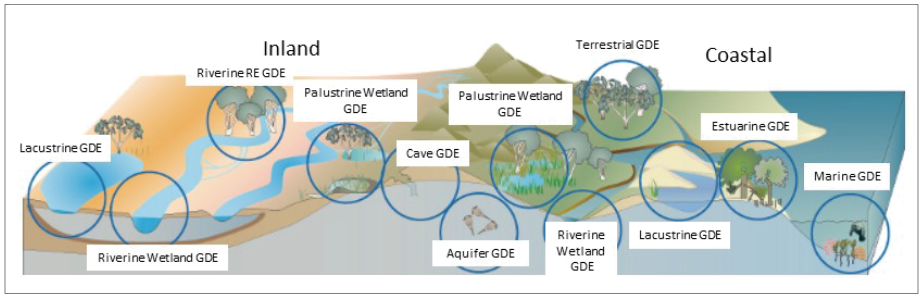 Inland
Coastal
Terrestrial GDE
Riverine RE GDE
Palustrine Wetland
GDE
Palustrine Wetland
GDE
Lacustrine GDE
Cave GDE
Estuarine GDE
Marine GDE
Riverine Wetland GDE
Aquifer GDE
Riverine
Wetland
GDE
Lacustrine GDE